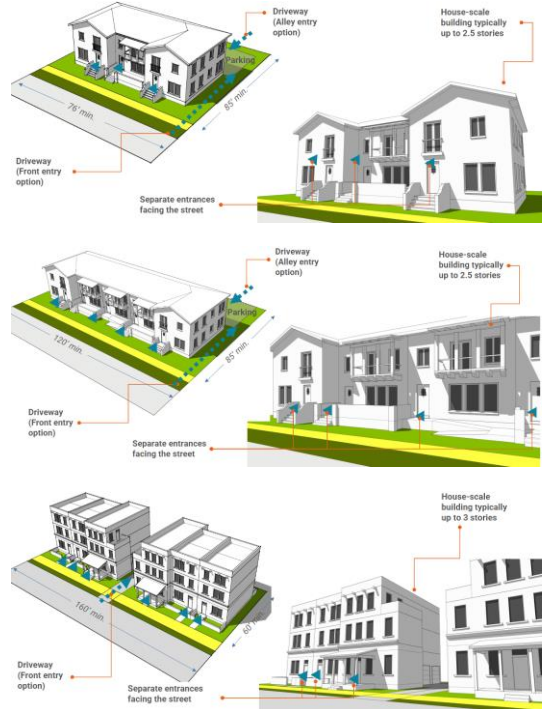 Driveway
(Alley entry
option)
House-scale
building typically
up to 2.5 stories
Parking
76' min.
85' min.
Driveway
(Front entry
option)
Separate entrances
facing the street
Driveway
(Alley entry
option)
House-scale
building typically
up to 2.5 stories
Parking
120' min.
85' min.
Driveway
(Front entry
option)
Separate entrances
facing the street
House-scale
building typically
up to 3 stories
160' min.
60' min.
Driveway
(Front entry
option)
Separate entrances
facing the street